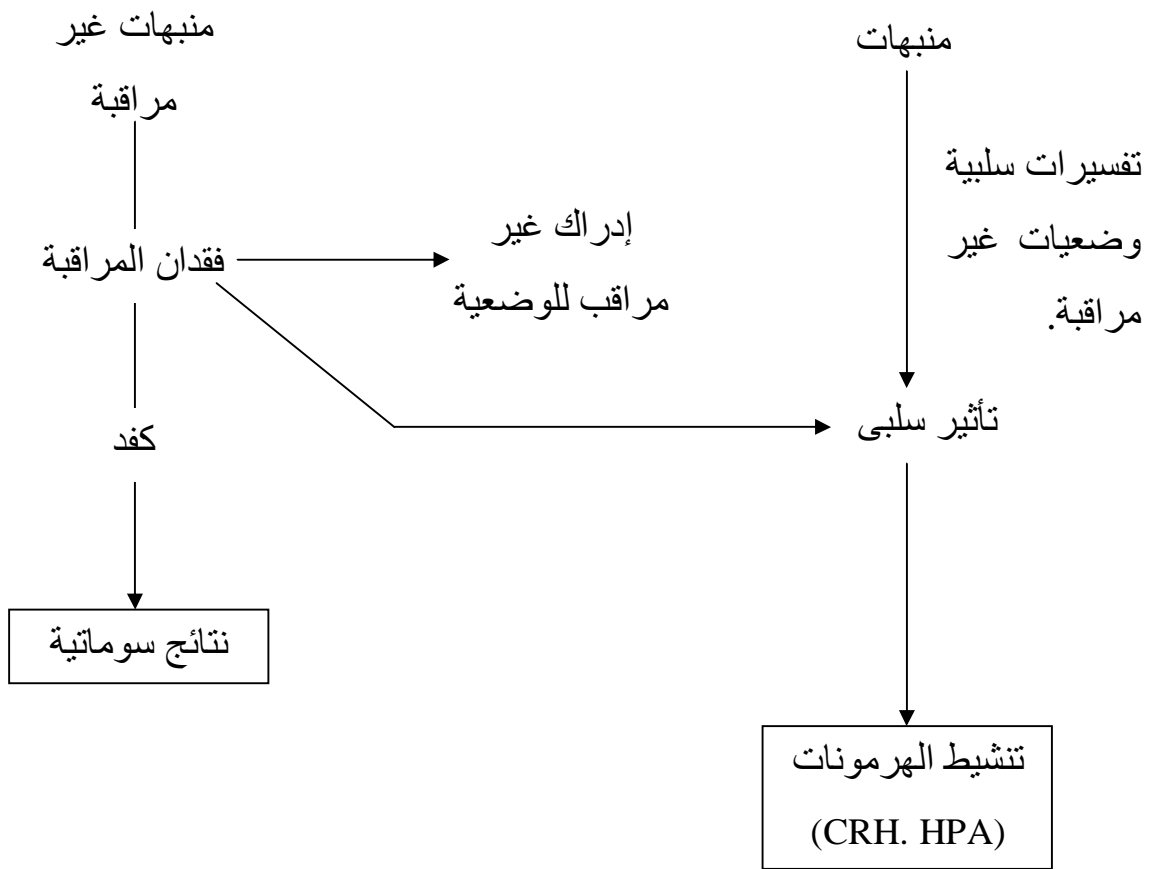 منبهات
منبهات غير
مراقبة
تفسيرات سلبية
وضعيات غير
مراقبة.
إدراك غير
مراقب للوضعية
فقدان المراقبة
تأثير سلبي
كفد
نتائج سوماتية
تنشيط الهرمونات
(CRH. HPA)